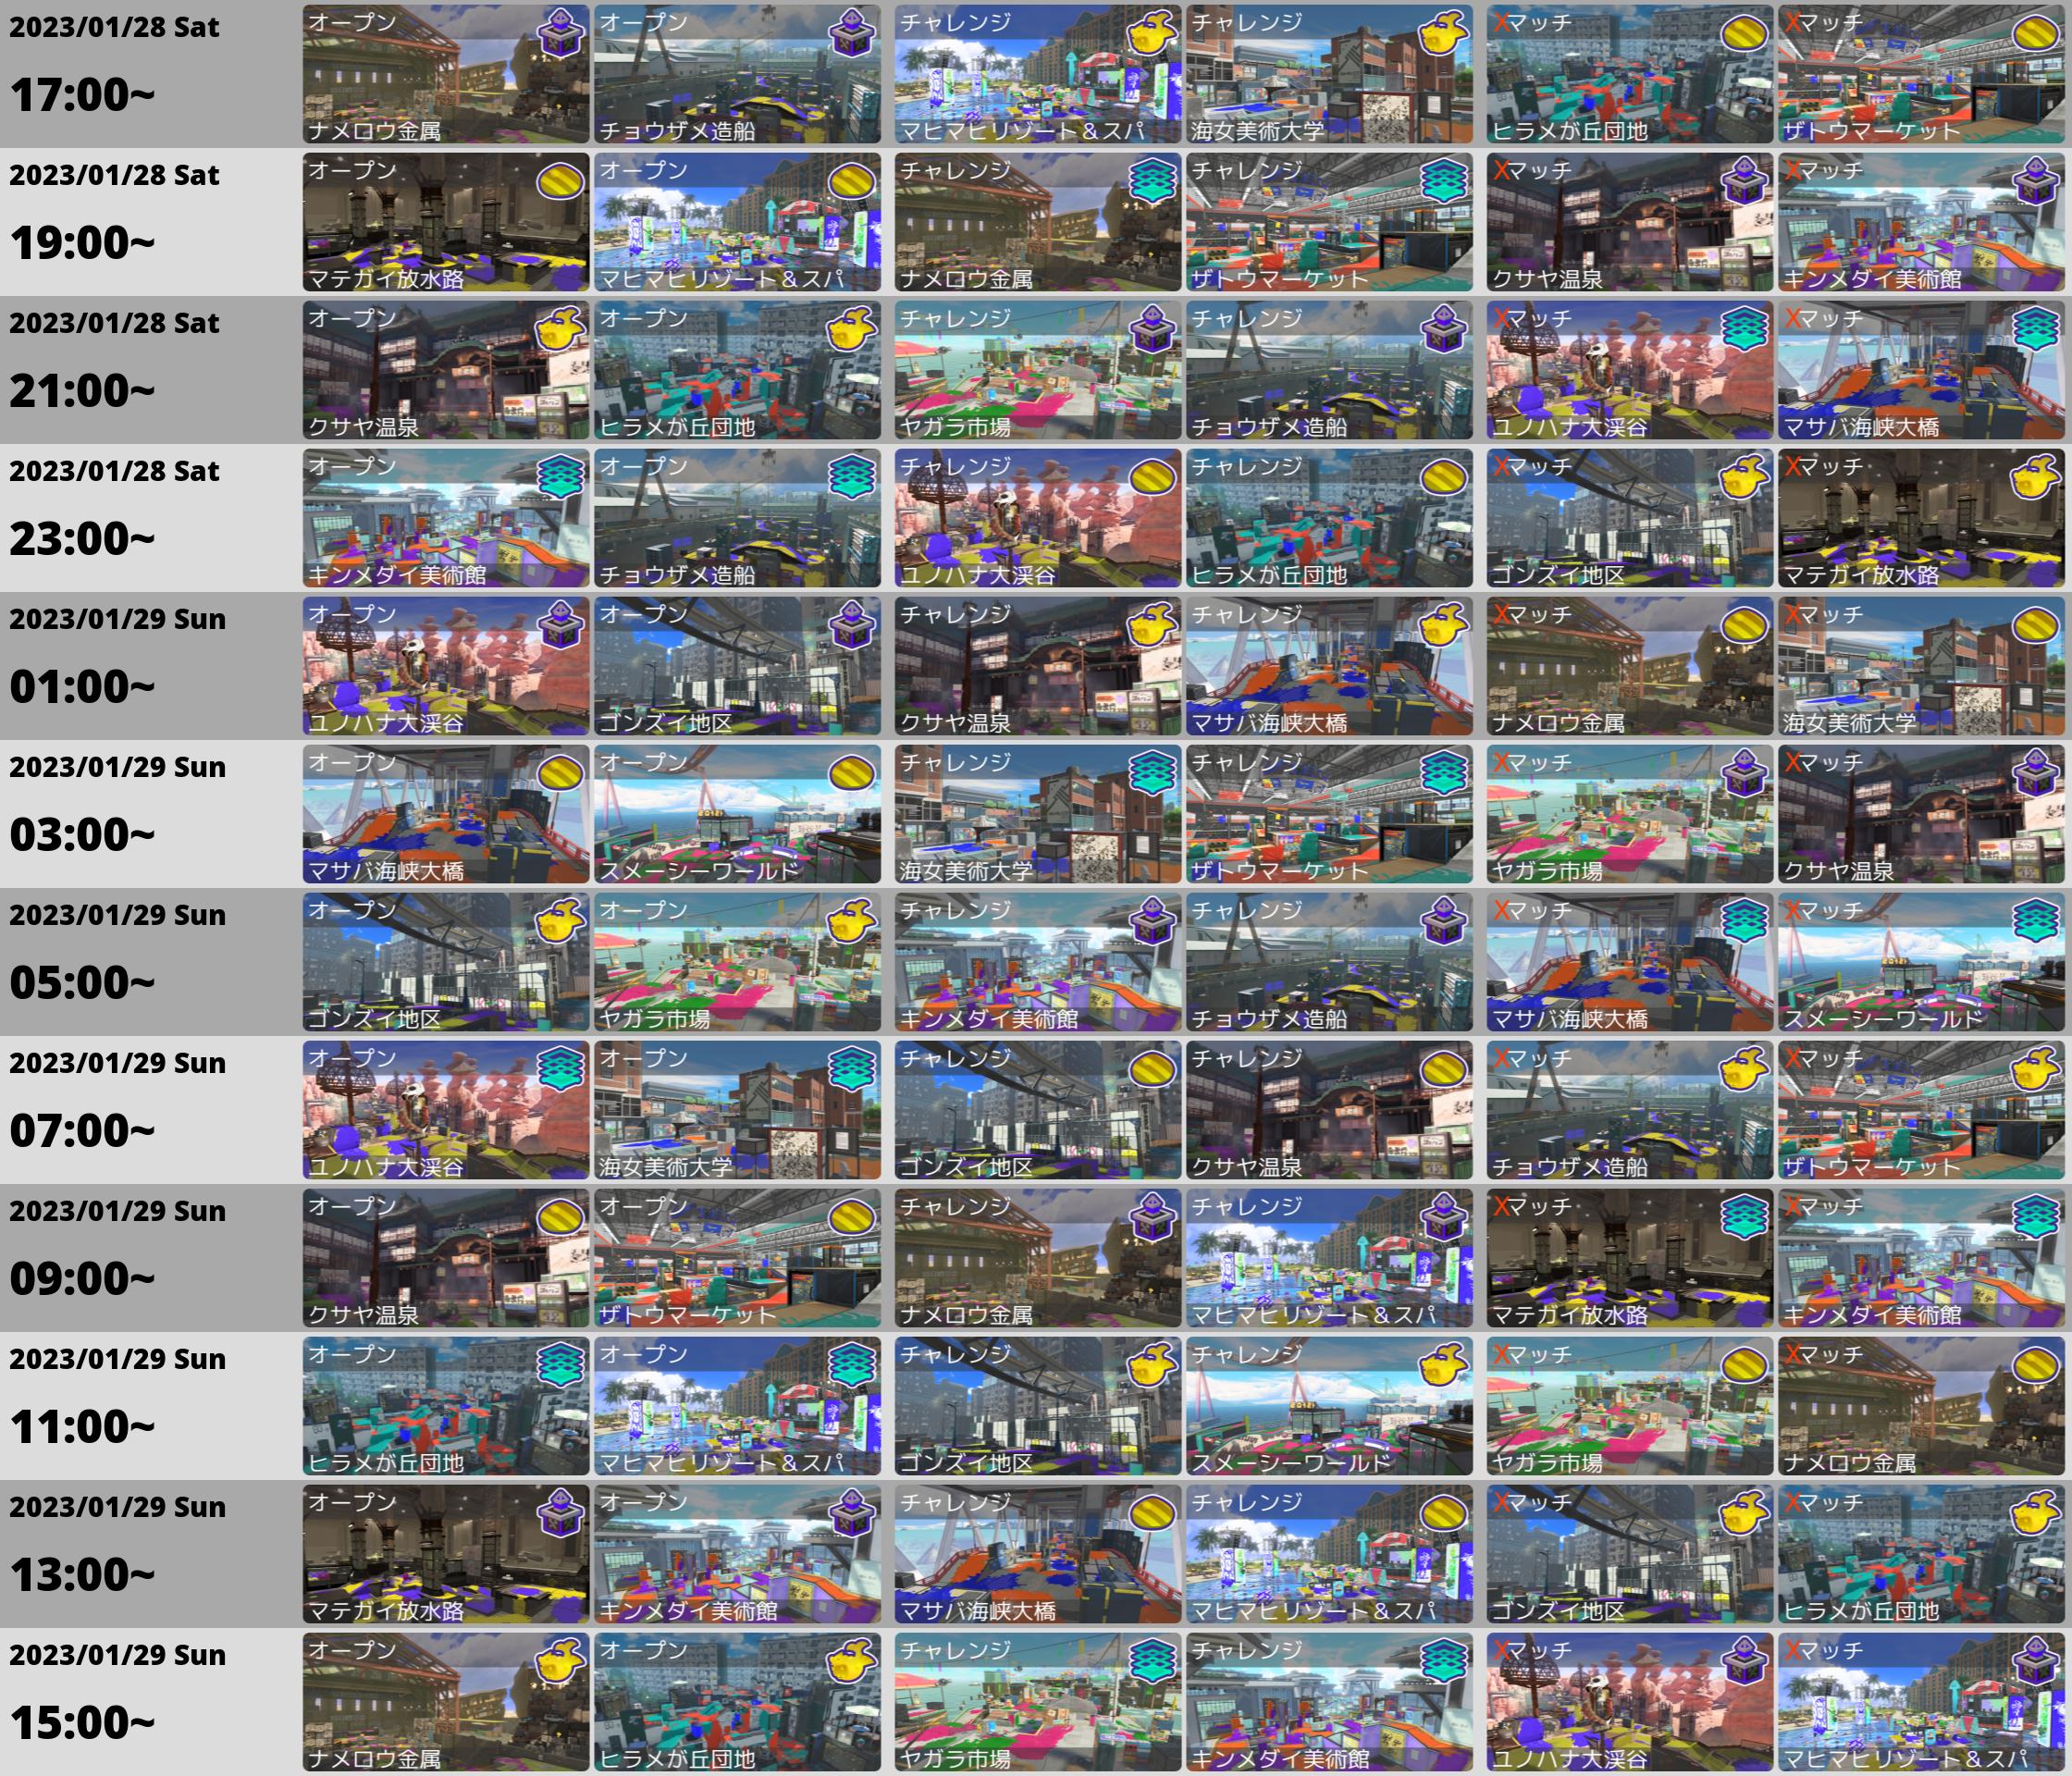 2023/01/28 Sat
17:00~
オープン オープン チャレンジ チャレンジ Xマッチ Xマッチ
ナメロウ金属 チョウザメ造船 マヒマヒリゾート＆スパ 海女美術大学 ヒラメが丘団地 ザトウマーケット
2023/01/28 Sat
19:00~
オープン オープン チャレンジ チャレンジ Xマッチ Xマッチ
マテガイ放水路 マヒマヒリゾート＆スパ ナメロウ金属 ザトウマーケット クサヤ温泉 キンメダイ美術館
2023/01/28 Sat
21:00~
オープン オープン チャレンジ チャレンジ Xマッチ Xマッチ
クサヤ温泉 ヒラメが丘団地 ヤガラ市場 チョウザメ造船 ユノハナ大渓谷 マサバ海峡大橋
2023/01/28 Sat
23:00~
オープン オープン チャレンジ チャレンジ Xマッチ Xマッチ
キンメダイ美術館 チョウザメ造船 ユノハナ大渓谷 ヒラメが丘団地 ゴンズイ地区 マテガイ放水路
2023/01/29 Sun
01:00~
オープン オープン チャレンジ チャレンジ Xマッチ Xマッチ
ユノハナ大渓谷 ゴンズイ地区 クサヤ温泉 マサバ海峡大橋 ナメロウ金属 海女美術大学
2023/01/29 Sun
03:00~
オープン オープン チャレンジ チャレンジ Xマッチ Xマッチ
マサバ海峡大橋 スメーシーワールド 海女美術大学 ザトウマーケット ヤガラ市場 クサヤ温泉
2023/01/29 Sun
05:00~
オープン オープン チャレンジ チャレンジ Xマッチ Xマッチ
ゴンズイ地区 ヤガラ市場 キンメダイ美術館 チョウザメ造船 マサバ海峡大橋 スメーシーワールド
2023/01/29 Sun
07:00~
オープン オープン チャレンジ チャレンジ Xマッチ Xマッチ
ユノハナ大渓谷 海女美術大学 ゴンズイ地区 クサヤ温泉 チョウザメ造船 ザトウマーケット
2023/01/29 Sun
09:00~
オープン オープン チャレンジ チャレンジ Xマッチ Xマッチ
クサヤ温泉 ザトウマーケット ナメロウ金属 マヒマヒリゾート＆スパ マテガイ放水路 キンメダイ美術館
2023/01/29 Sun
11:00~
オープン オープン チャレンジ チャレンジ Xマッチ Xマッチ
ヒラメが丘団地 マヒマヒリゾート＆スパ ゴンズイ地区 スメーシーワールド ヤガラ市場 ナメロウ金属
2023/01/29 Sun
13:00~
オープン オープン チャレンジ チャレンジ Xマッチ Xマッチ
マテガイ放水路 キンメダイ美術館 マサバ海峡大橋 マヒマヒリゾート＆スパ ゴンズイ地区 ヒラメが丘団地
2023/01/29 Sun
15:00~
オープン オープン チャレンジ チャレンジ Xマッチ Xマッチ
ナメロウ金属 ヒラメが丘団地 ヤガラ市場 キンメダイ美術館 ユノハナ大渓谷 マヒマヒリゾート＆スパ